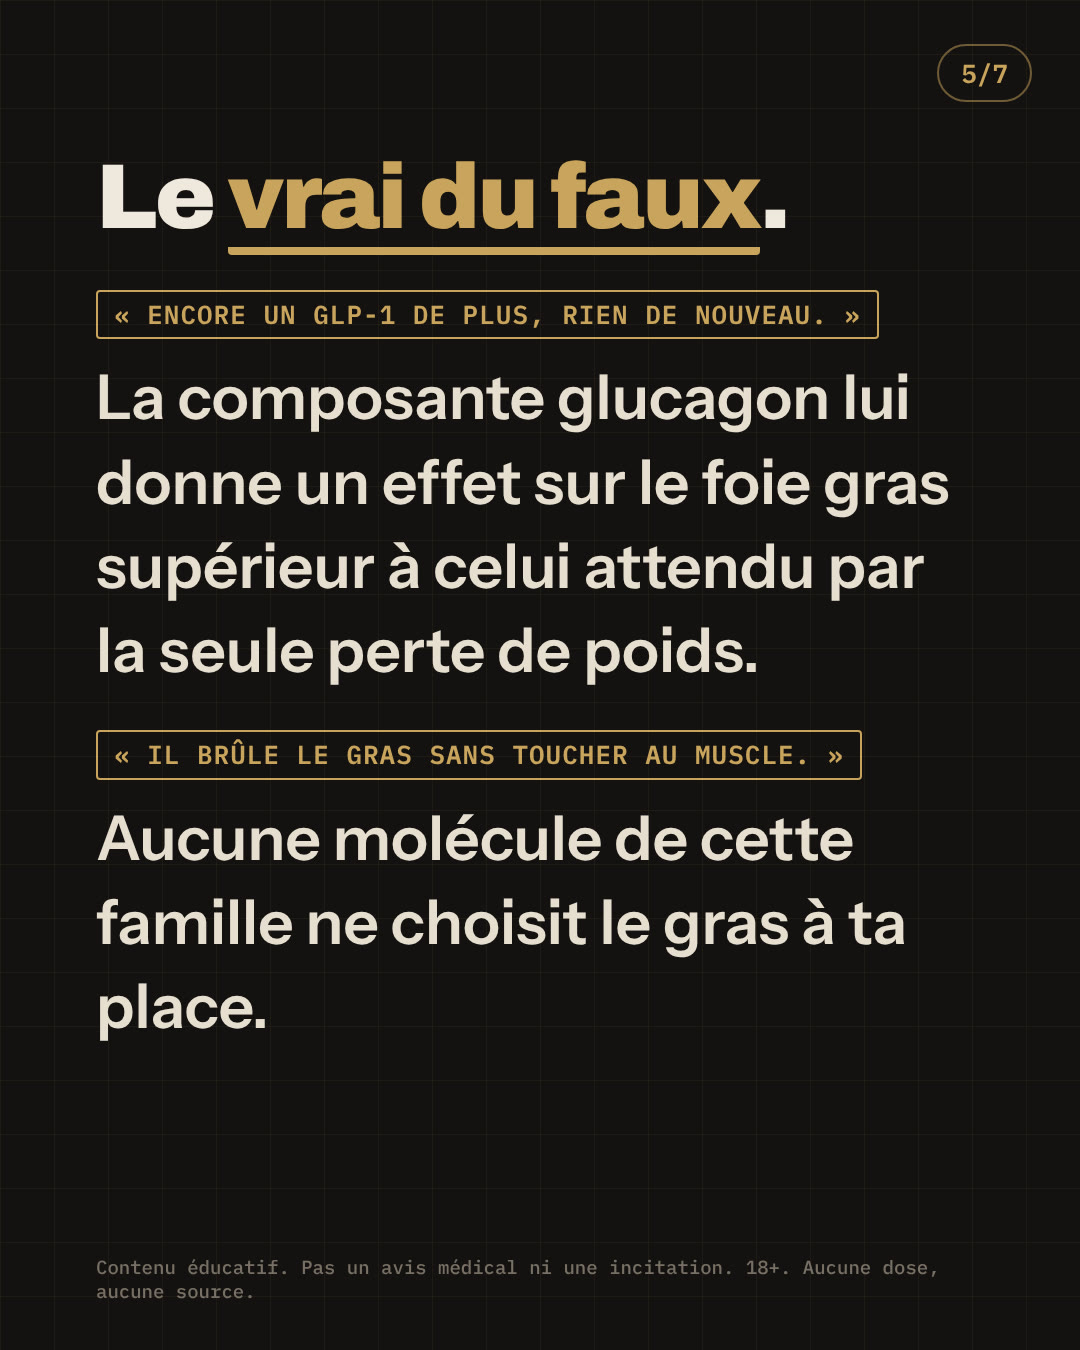 5/7
Le vrai du faux.
« ENCORE UN GLP-1 DE PLUS, RIEN DE NOUVEAU. »
La composante glucagon lui
donne un effet sur le foie gras
supérieur à celui attendu par
la seule perte de poids.
« IL BRÛLE LE GRAS SANS TOUCHER AU MUSCLE. »
Aucune molécule de cette
famille ne choisit le gras à ta
place.
Contenu éducatif. Pas un avis médical ni une incitation. 18+. Aucune dose,
aucune source.